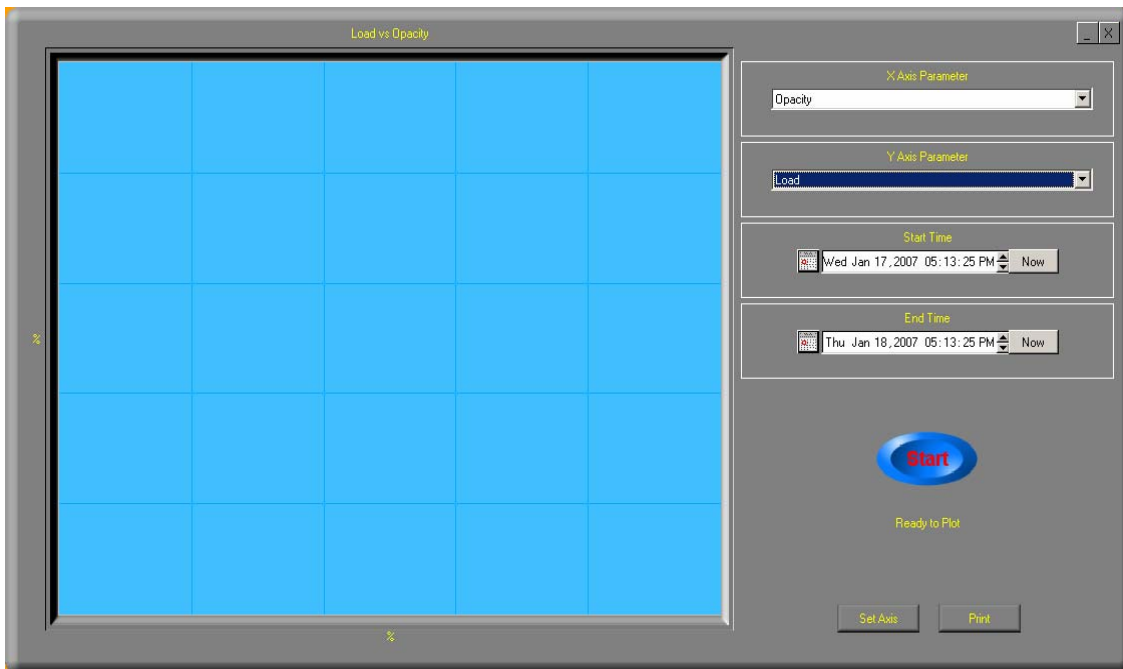 Load vs Opacity
_ X
X Axis Parameter
Opacity
Y Axis Parameter
Load
Start Time
Wed Jan 17,2007 05:13:25 PM Now
End Time
Thu Jan 18,2007 05:13:25 PM Now
%
Start
Ready to Plot
Set Axis Print
%